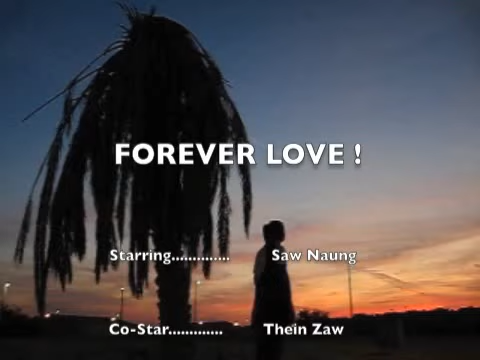 FOREVER LOVE !
Starring.............. Saw Naung
Co-Star............. Thein Zaw